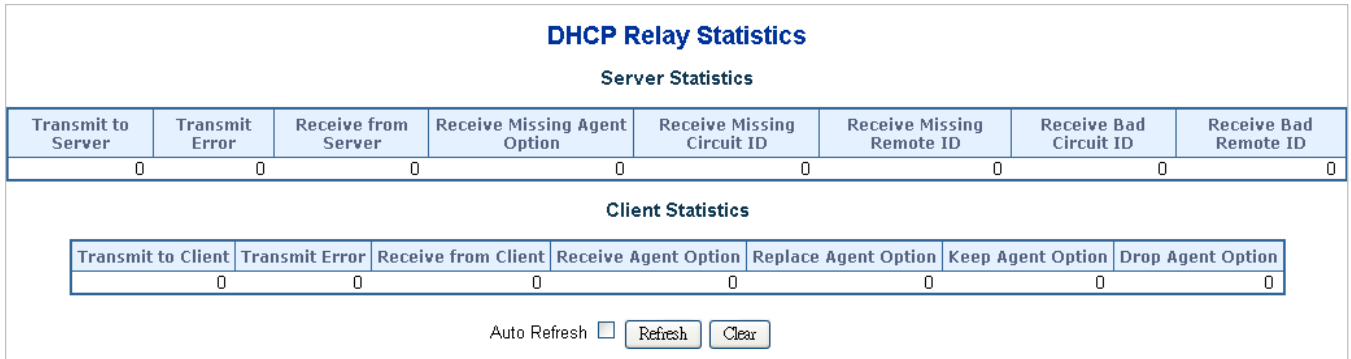 DHCP Relay Statistics
Server Statistics
Transmit to Server Transmit Error Receive from Server Receive Missing Agent Option Receive Missing Circuit ID Receive Missing Remote ID Receive Bad Circuit ID Receive Bad Remote ID
0 0 0 0 0 0 0 0
Client Statistics
Transmit to Client Transmit Error Receive from Client Receive Agent Option Replace Agent Option Keep Agent Option Drop Agent Option
0 0 0 0 0 0 0
Auto Refresh Refresh Clear